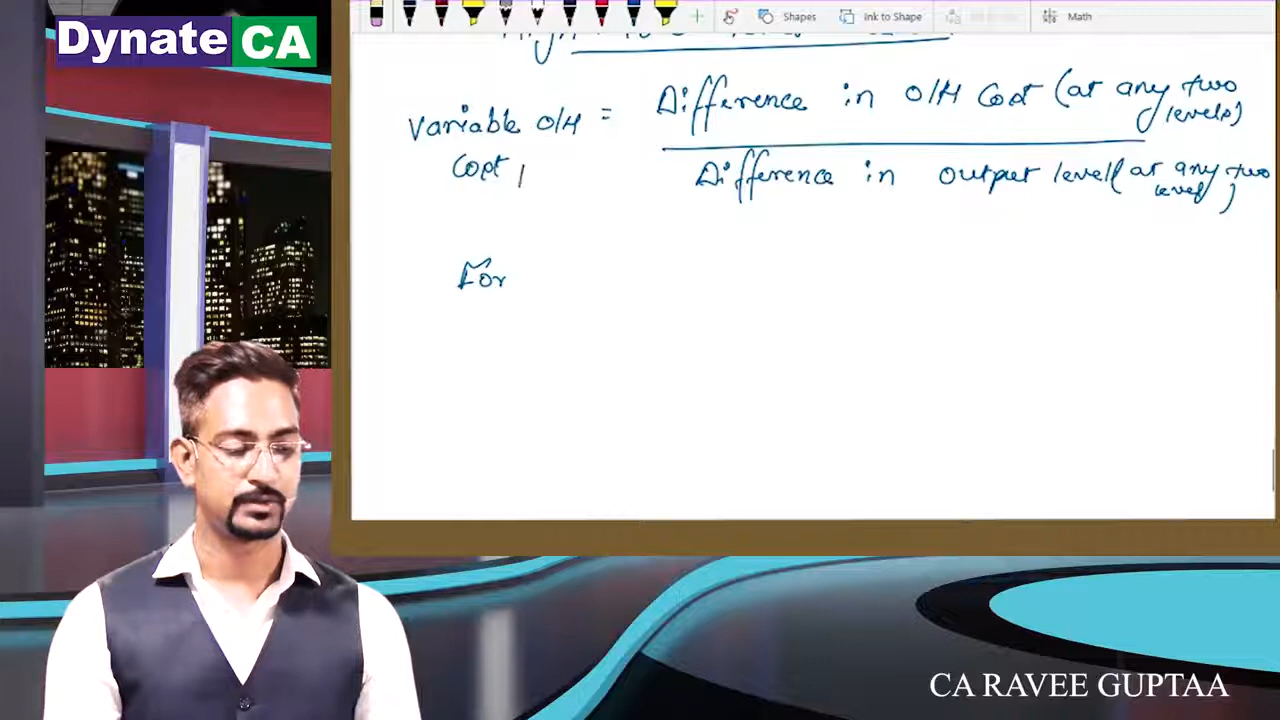 Dynate CA
Shapes
Ink to Shape
Math
High
Variable O/H = Difference in O/H Cost (at any two levels)
Cost / Difference in output level (at any two level)
For
CA RAVEE GUPTAA